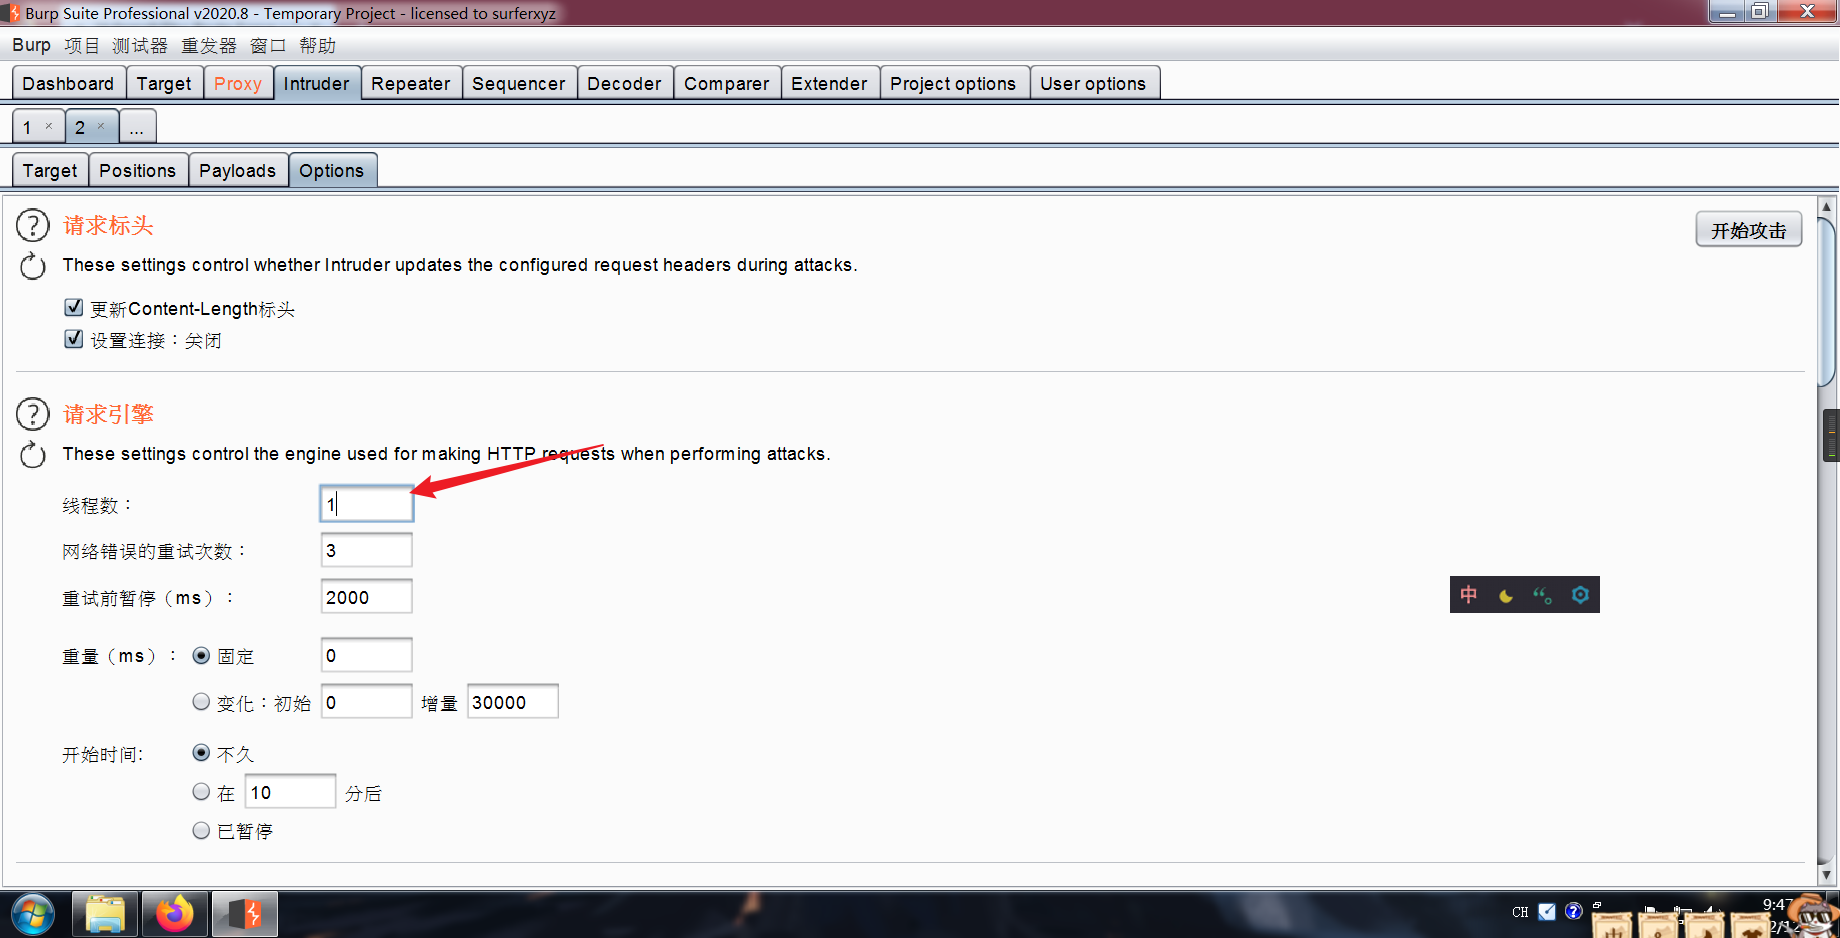 Burp Suite Professional v2020.8 - Temporary Project - licensed to surferxyz
Burp 项目 测试器 重发器 窗口 帮助
Dashboard Target Proxy Intruder Repeater Sequencer Decoder Comparer Extender Project options User options
1 × 2 × ...
Target Positions Payloads Options
? 请求标头
开始攻击
These settings control whether Intruder updates the configured request headers during attacks.
更新Content-Length标头
设置连接：关闭
? 请求引擎
These settings control the engine used for making HTTP requests when performing attacks.
线程数： 1
网络错误的重试次数： 3
重试前暂停（ms）： 2000
中
重量（ms）： 固定 0
变化：初始 0 增量 30000
开始时间: 不久
在 10 分后
已暂停
CH ? 9:47